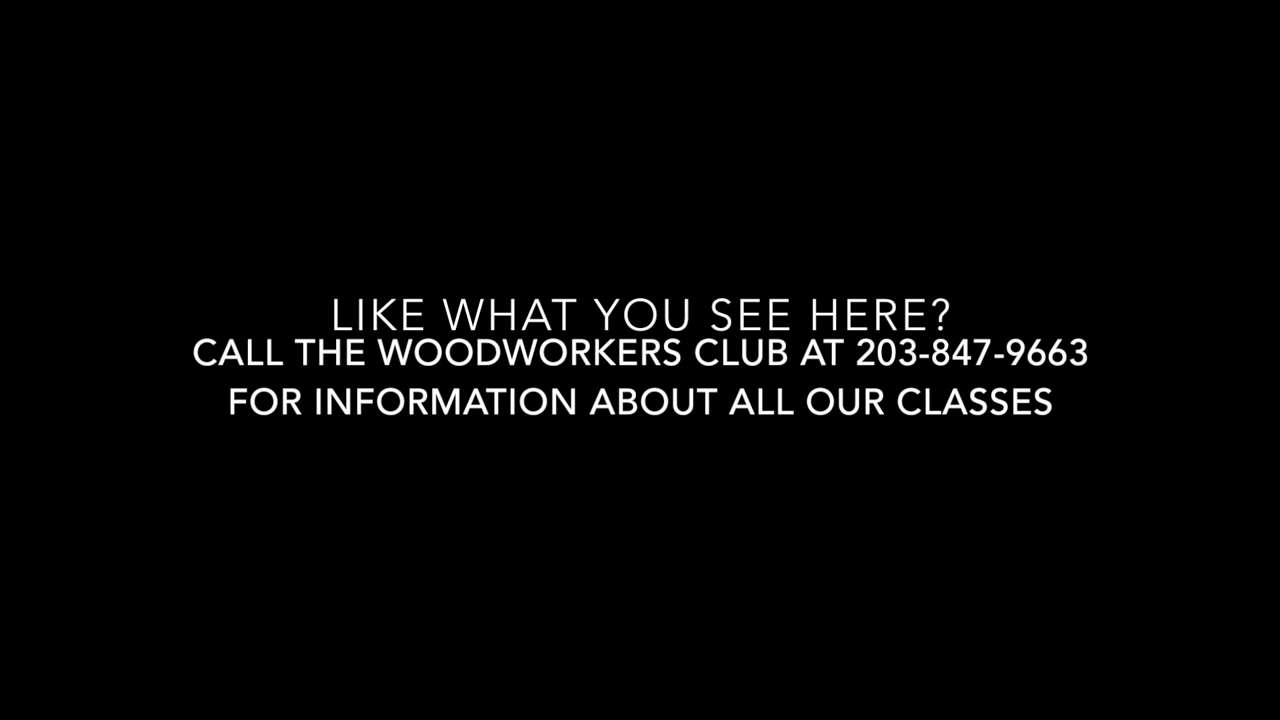 LIKE WHAT YOU SEE HERE?
CALL THE WOODWORKERS CLUB AT 203-847-9663
FOR INFORMATION ABOUT ALL OUR CLASSES